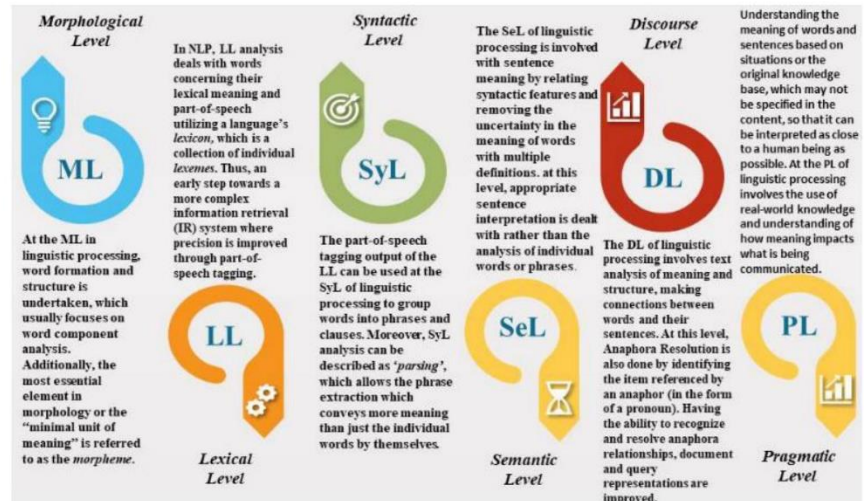 Morphological
Level
ML
At the ML in
linguistic processing,
word formation and
structure is
undertaken, which
usually focuses on
word component
analysis.
Additionally, the
most essential
element in
morphology or the
“minimal unit of
meaning” is referred
to as the morpheme.
In NLP, LL analysis
deals with words
concerning their
lexical meaning and
part-of-speech
utilizing a language’s
lexicon, which is a
collection of individual
lexemes. Thus, an
early step towards a
more complex
information retrieval
(IR) system where
precision is improved
through part-of-
speech tagging.
LL
Lexical
Level
Syntactic
Level
SyL
The part-of-speech
tagging output of the
LL can be used at the
SyL of linguistic
processing to group
words into phrases and
clauses. Moreover, SyL
analysis can be
described as ‘parsing’,
which allows the phrase
extraction which
conveys more meaning
than just the individual
words by themselves.
The SeL of linguistic
processing is involved
with sentence
meaning by relating
syntactic features and
removing the
uncertainty in the
meaning of words
with multiple
definitions. at this
level, appropriate
sentence
interpretation is dealt
with rather than the
analysis of individual
words or phrases.
SeL
Semantic
Level
Discourse
Level
DL
The DL of linguistic
processing involves text
analysis of meaning and
structure, making
connections between
words and their
sentences. At this level,
Anaphora Resolution is
also done by identifying
the item referenced by
an anaphor (in the form
of a pronoun). Having
the ability to recognize
and resolve anaphora
relationships, document
and query
representations are
improved.
Understanding the
meaning of words and
sentences based on
situations or the
original knowledge
base, which may not
be specified in the
content, so that it can
be interpreted as close
to a human being as
possible. At the PL of
linguistic processing
involves the use of
real-world knowledge
and understanding of
how meaning impacts
what is being
communicated.
PL
Pragmatic
Level